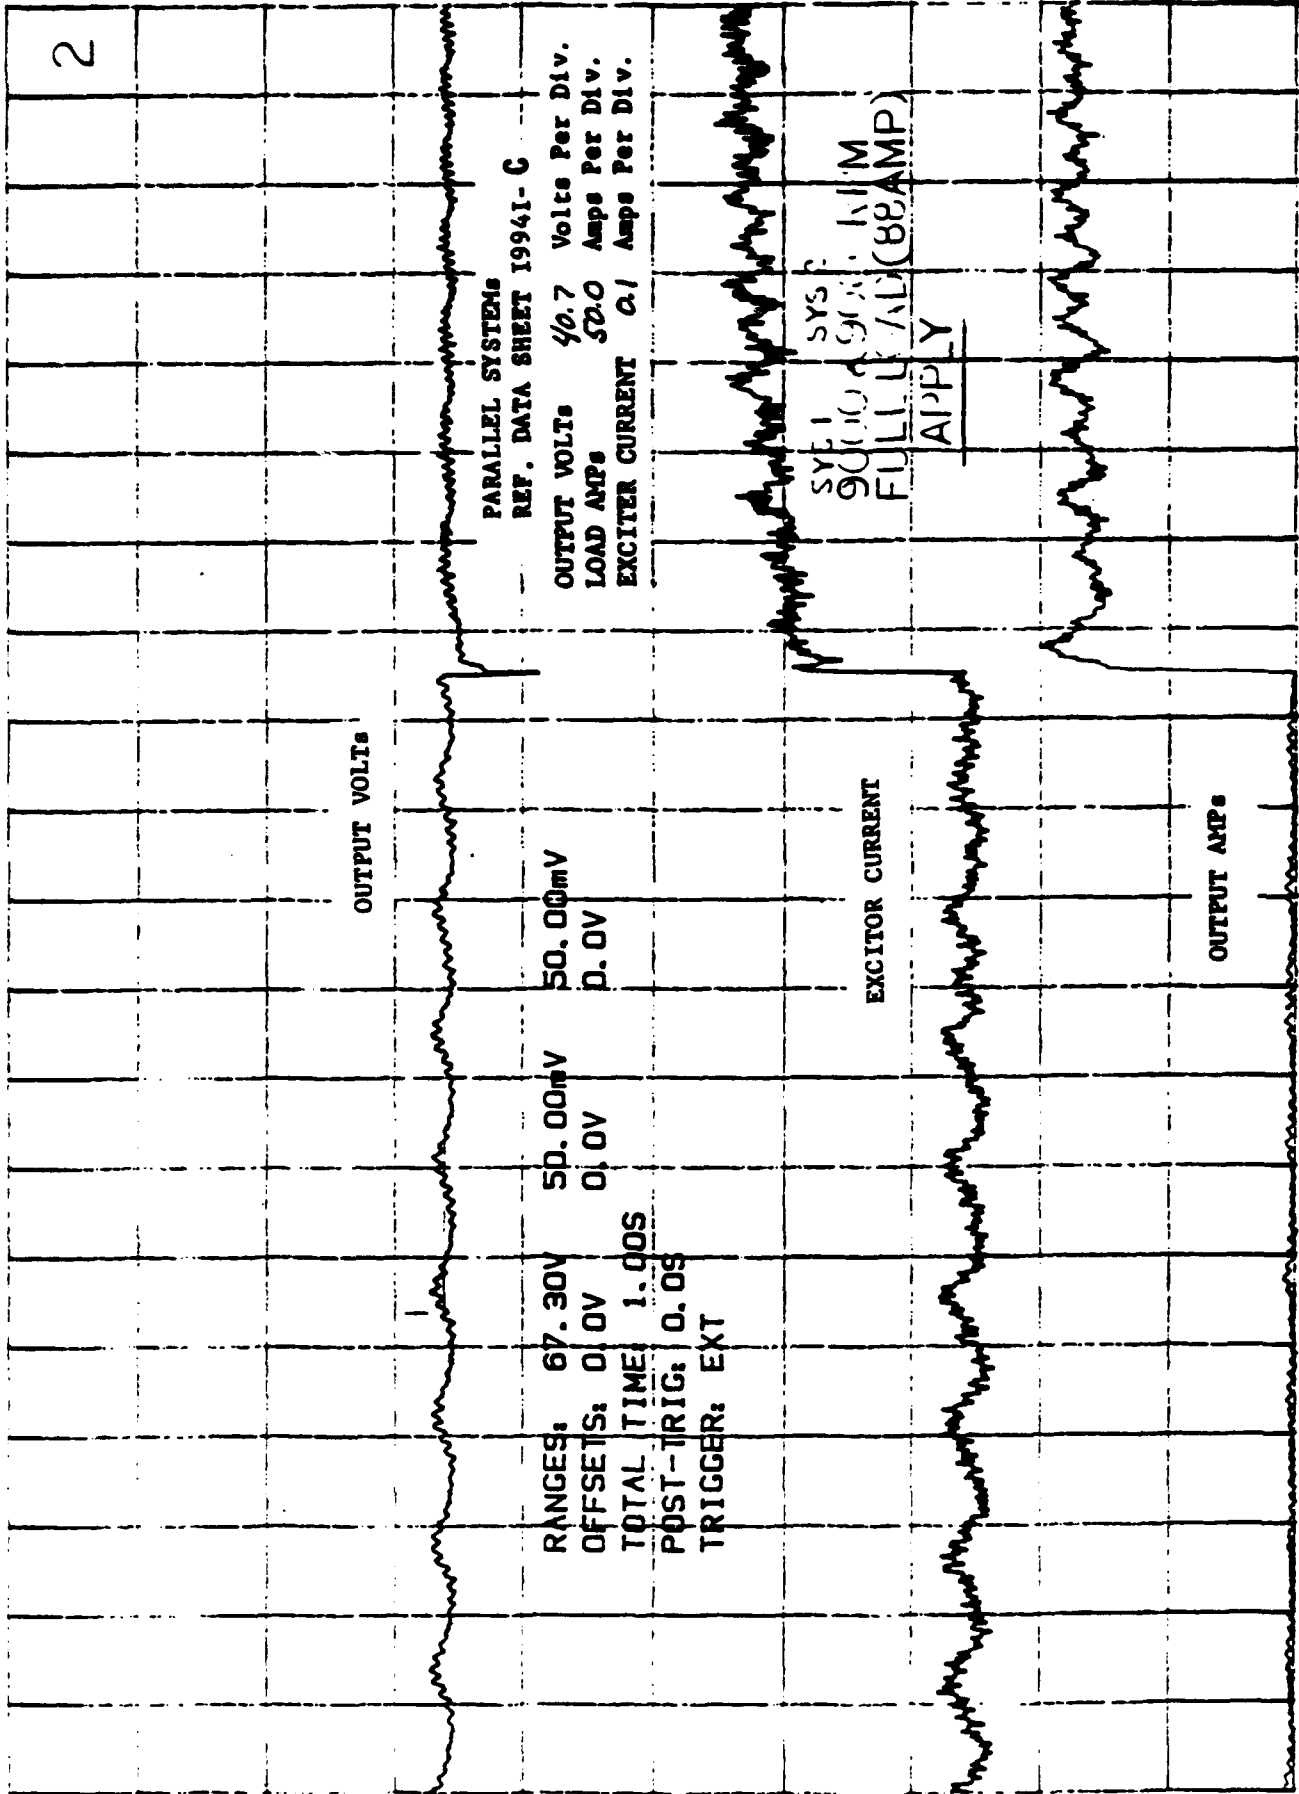 2
PARALLEL SYSTEMs
REF. DATA SHEET 19941-C
OUTPUT VOLTs 40.7 Volts Per Div.
LOAD AMPs 50.0 Amps Per Div.
EXCITER CURRENT 0.1 Amps Per Div.
SYS 1 SYS
FULL (88AMP)
APPLY
OUTPUT VOLTs
EXCITOR CURRENT
OUTPUT AMPs
RANGES: 67.30V 50.00mV 50.00mV
OFFSETS: 0.0V 0.0V 0.0V
TOTAL TIME: 1.00S
POST-TRIG: 0.0S
TRIGGER: EXT